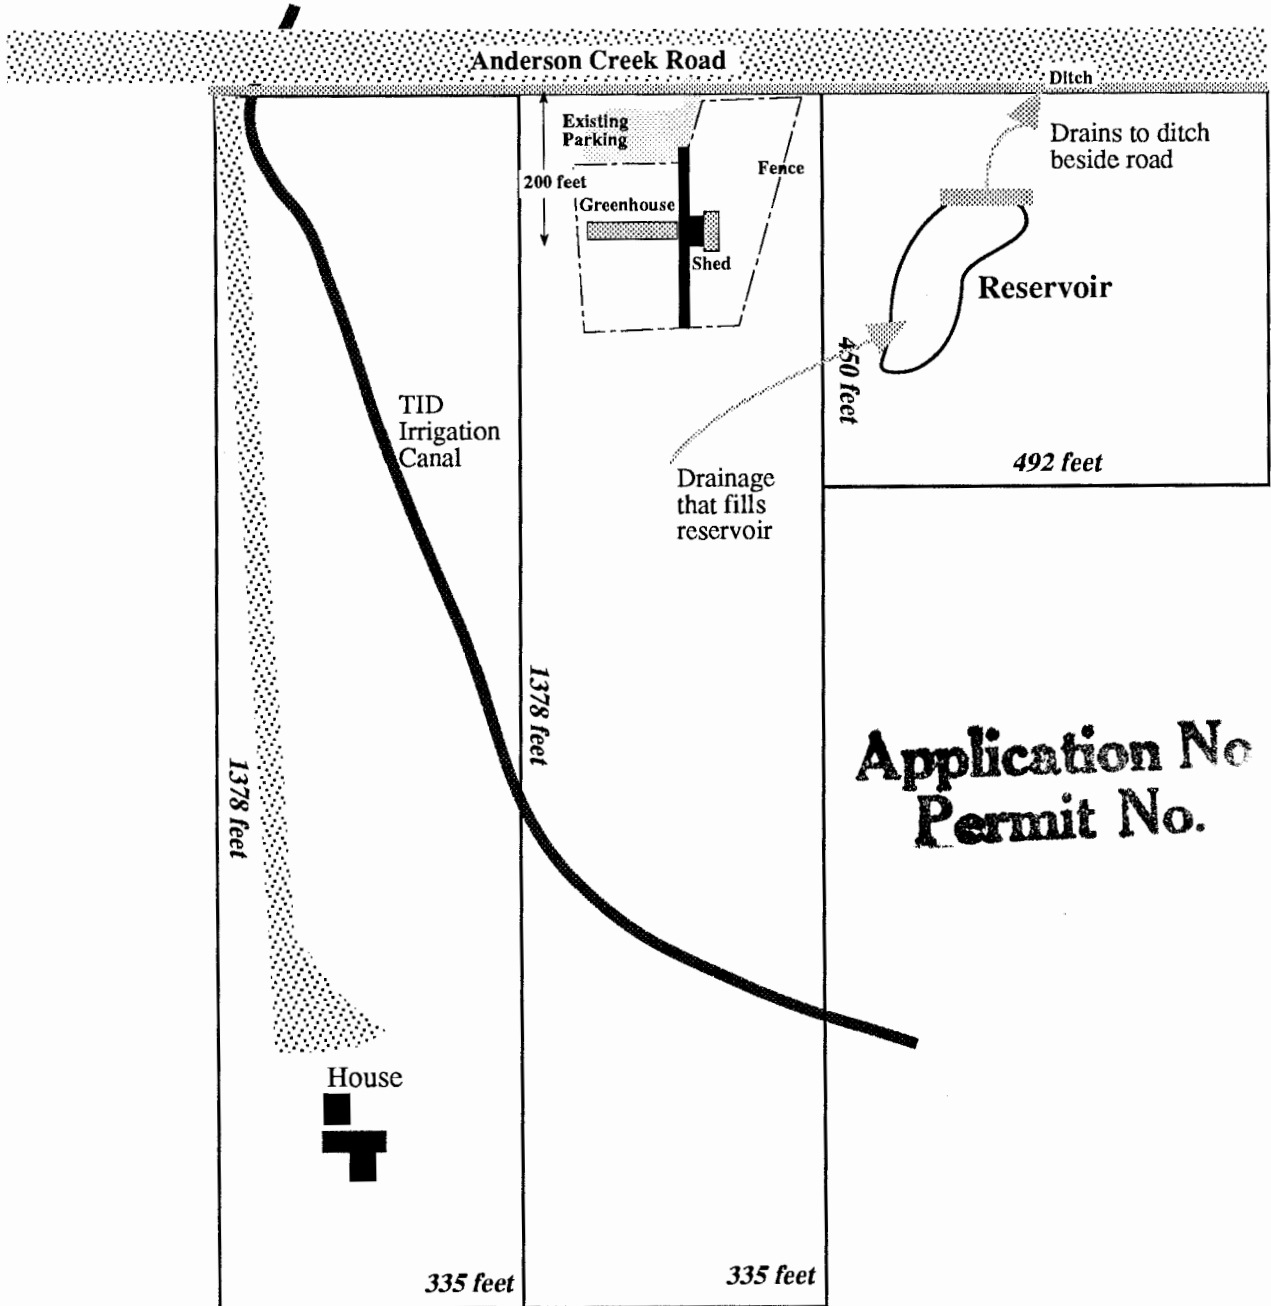 Anderson Creek Road
Ditch
Existing
Parking
Drains to ditch
beside road
Fence
200 feet
Greenhouse
Shed
Reservoir
450 feet
TID
Irrigation
Canal
492 feet
Drainage
that fills
reservoir
1378 feet
1378 feet
Application No
Permit No.
House
335 feet
335 feet